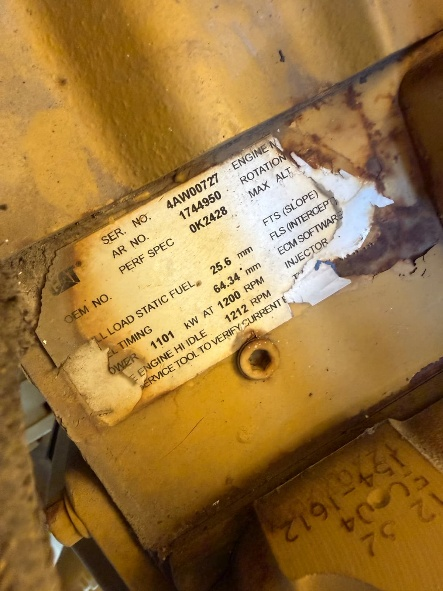 SER. NO. 4AW00727 ENGINE
AR NO. 1744950 ROTATION
PERF SPEC 0K2428 MAX ALT
OEM NO.
FTS (SLOPE)
LL LOAD STATIC FUEL 25.6 mm FLS (INTERCEP
L TIMING 64.34 mm ECM SOFTWAR
OWER 1101 kW AT 1200 RPM INJECTOR
ENGINE HI IDLE 1212 RPM
SERVICE TOOL TO VERIFY CURRENT